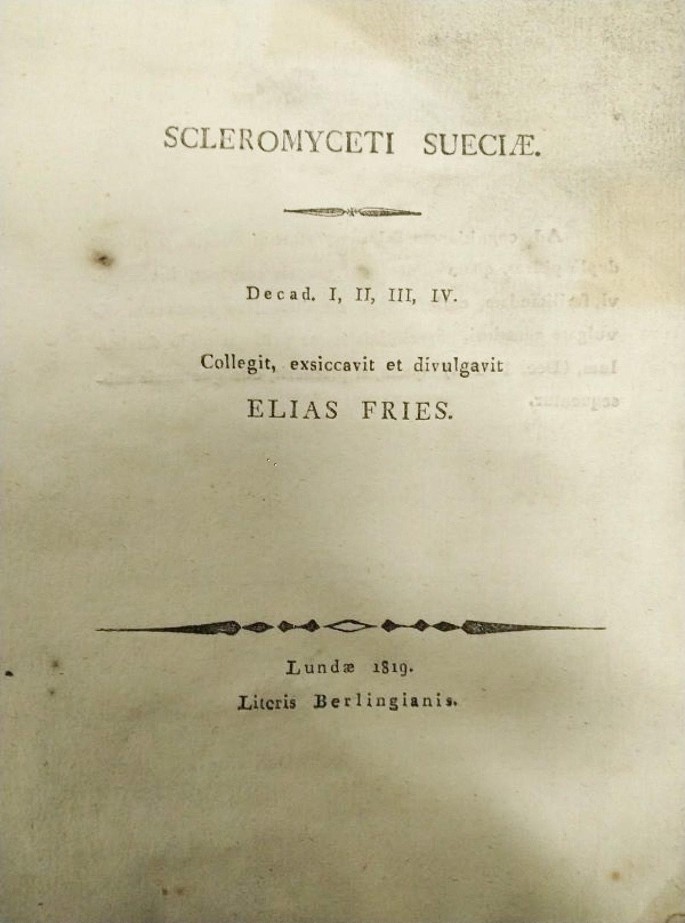 SCLEROMYCETI SUECIÆ.
Decad. I, II, III, IV.
Collegit, exsiccavit et divulgavit
ELIAS FRIES.
Lundæ 1819.
Literis Berlingianis.